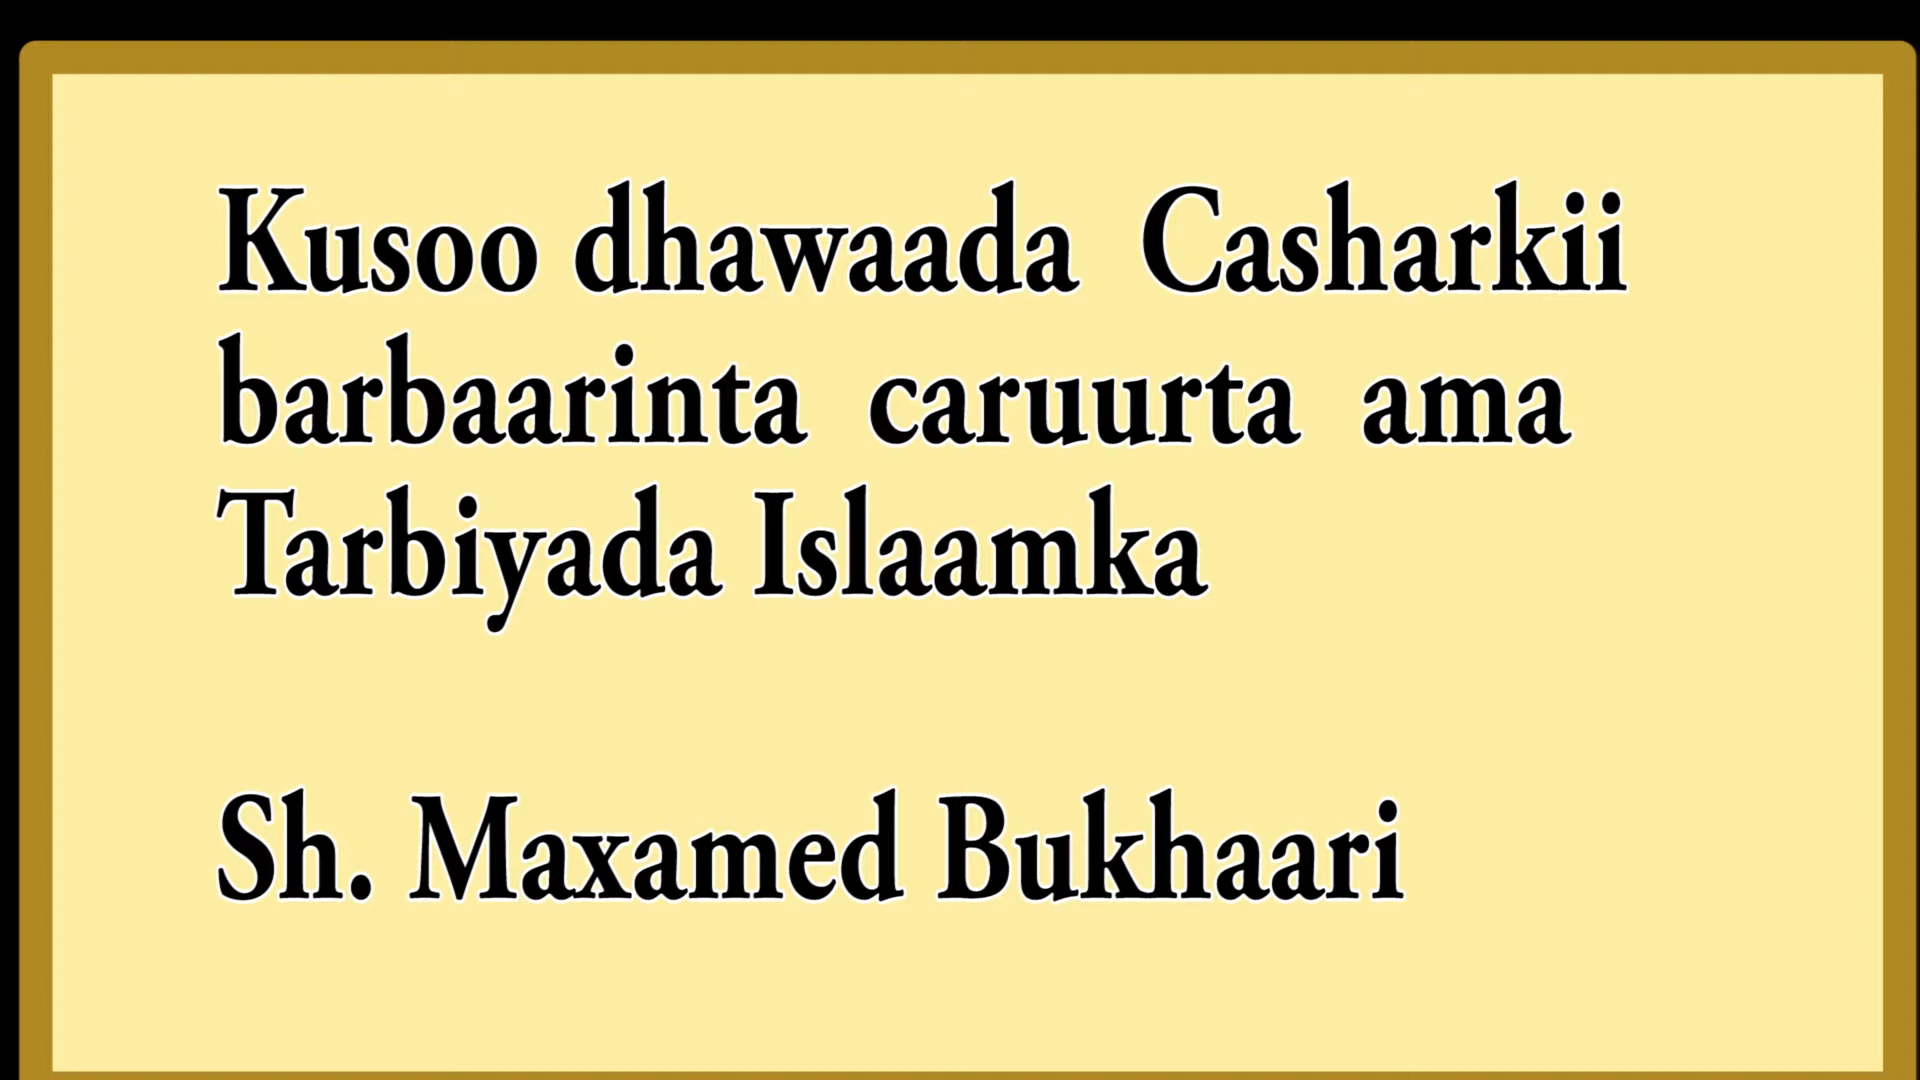 Kusoo dhawaada Casharkii
barbaarinta caruurta ama
Tarbiyada Islaamka
Sh. Maxamed Bukhaari